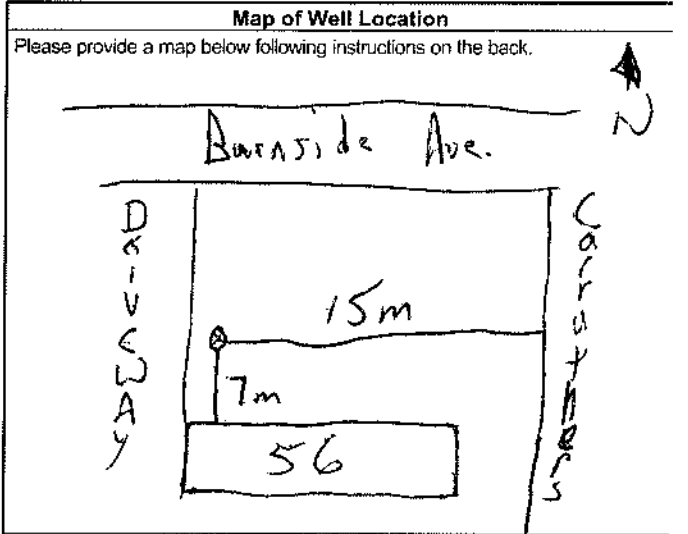 Map of Well Location
Please provide a map below following instructions on the back.
N
Burnside Ave.
DRIVEWAY
Carruthers
15m
7m
56